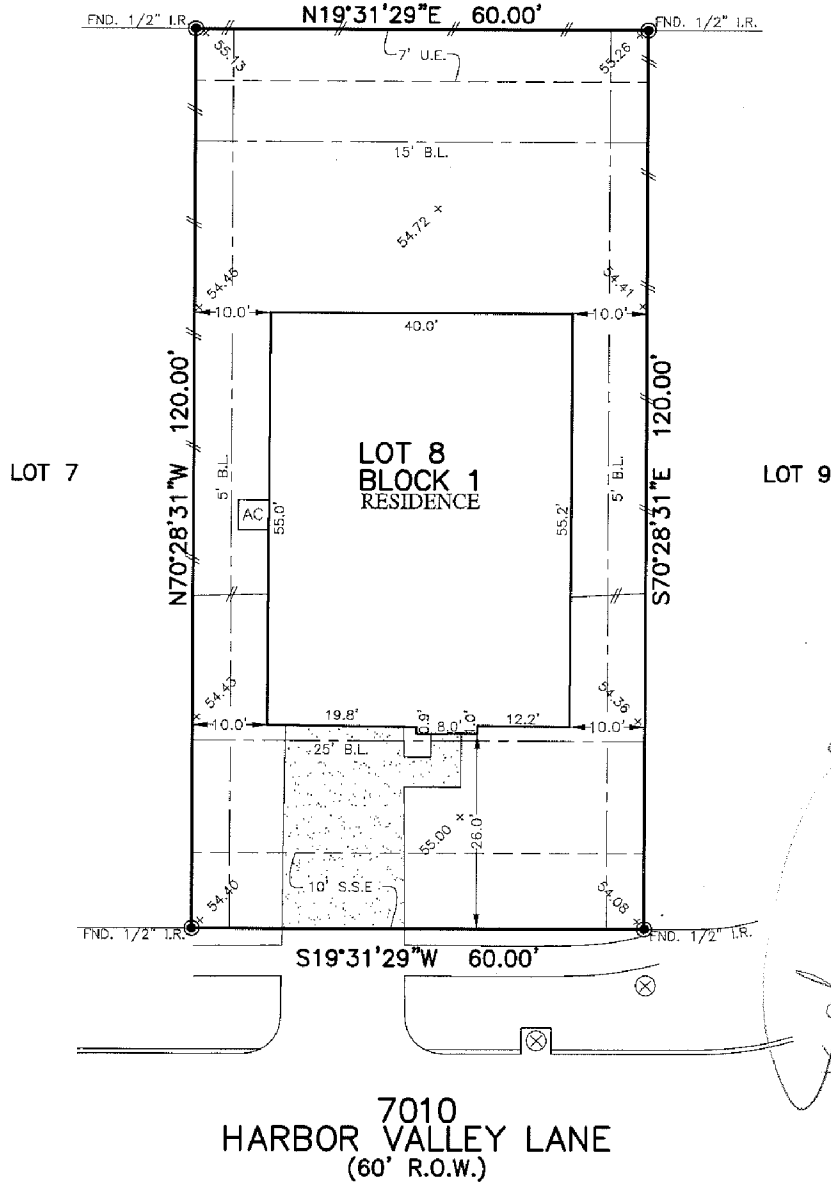 N19°31'29"E 60.00'
FND. 1/2" I.R.
FND. 1/2" I.R.
55.13
7' U.E.
55.26
15' B.L.
54.72
54.45
54.41
10.0'
40.0'
10.0'
N70°28'31"W 120.00'
S70°28'31"E 120.00'
LOT 7
LOT 8
BLOCK 1
RESIDENCE
LOT 9
5' B.L.
5' B.L.
AC
55.0'
55.2'
54.43
54.36
10.0'
19.8'
0.9'
8.0'
1.0'
12.2'
10.0'
25' B.L.
55.00
26.0'
10' S.S.E
54.40
54.08
FND. 1/2" I.R.
FND. 1/2" I.R.
S19°31'29"W 60.00'
7010
HARBOR VALLEY LANE
(60' R.O.W.)